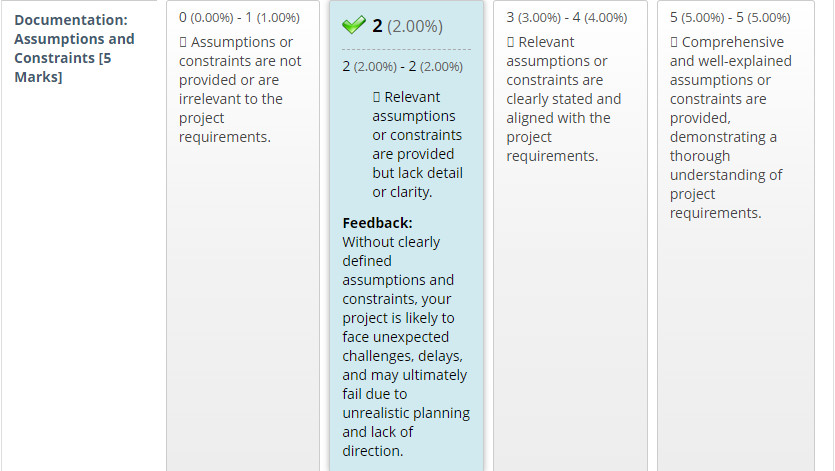 Documentation:
Assumptions and
Constraints [5
Marks]
0 (0.00%) - 1 (1.00%)
▯ Assumptions or
constraints are not
provided or are
irrelevant to the
project
requirements.
2 (2.00%)
2 (2.00%) - 2 (2.00%)
▯ Relevant
assumptions
or constraints
are provided
but lack detail
or clarity.
Feedback:
Without clearly
defined
assumptions and
constraints, your
project is likely to
face unexpected
challenges, delays,
and may ultimately
fail due to
unrealistic planning
and lack of
direction.
3 (3.00%) - 4 (4.00%)
▯ Relevant
assumptions or
constraints are
clearly stated and
aligned with the
project
requirements.
5 (5.00%) - 5 (5.00%)
▯ Comprehensive
and well-explained
assumptions or
constraints are
provided,
demonstrating a
thorough
understanding of
project
requirements.